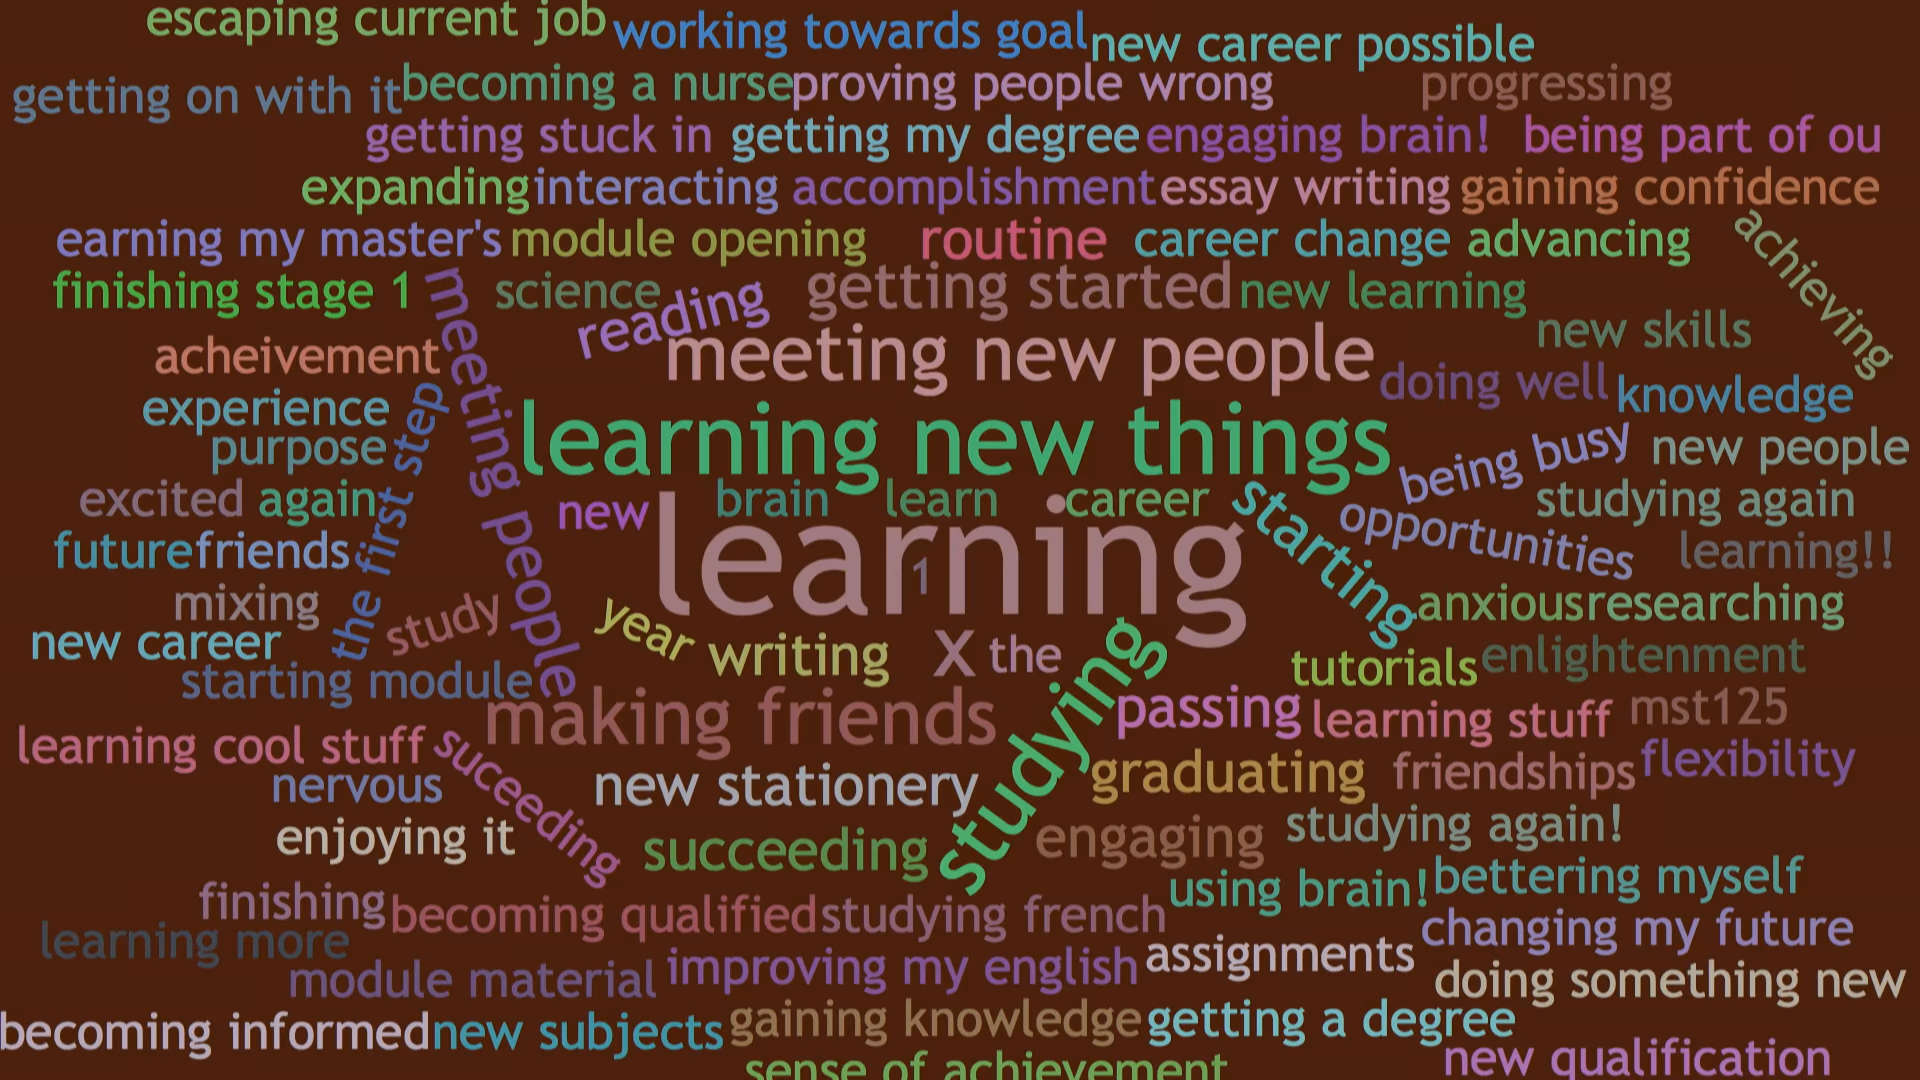 escaping current job working towards goal new career possible
getting on with it becoming a nurse proving people wrong progressing
getting stuck in getting my degree engaging brain! being part of ou
expanding interacting accomplishment essay writing gaining confidence
earning my master's module opening routine career change advancing
achieving
finishing stage 1 science getting started new learning
reading
new skills
acheivement meeting new people doing well knowledge
meeting people
experience learning new things
purpose being busy new people
the first step
excited again new brain learn career studying again
starting
opportunities
future friends learning 1 learning!!
mixing study anxious researching
new career year writing x the tutorials enlightenment
starting module
making friends studying passing learning stuff mst125
learning cool stuff succeeding
nervous new stationery graduating friendships flexibility
enjoying it succeeding engaging studying again!
using brain! bettering myself
finishing becoming qualified studying french changing my future
learning more
module material improving my english assignments doing something new
becoming informed new subjects gaining knowledge getting a degree
sense of achievement new qualification